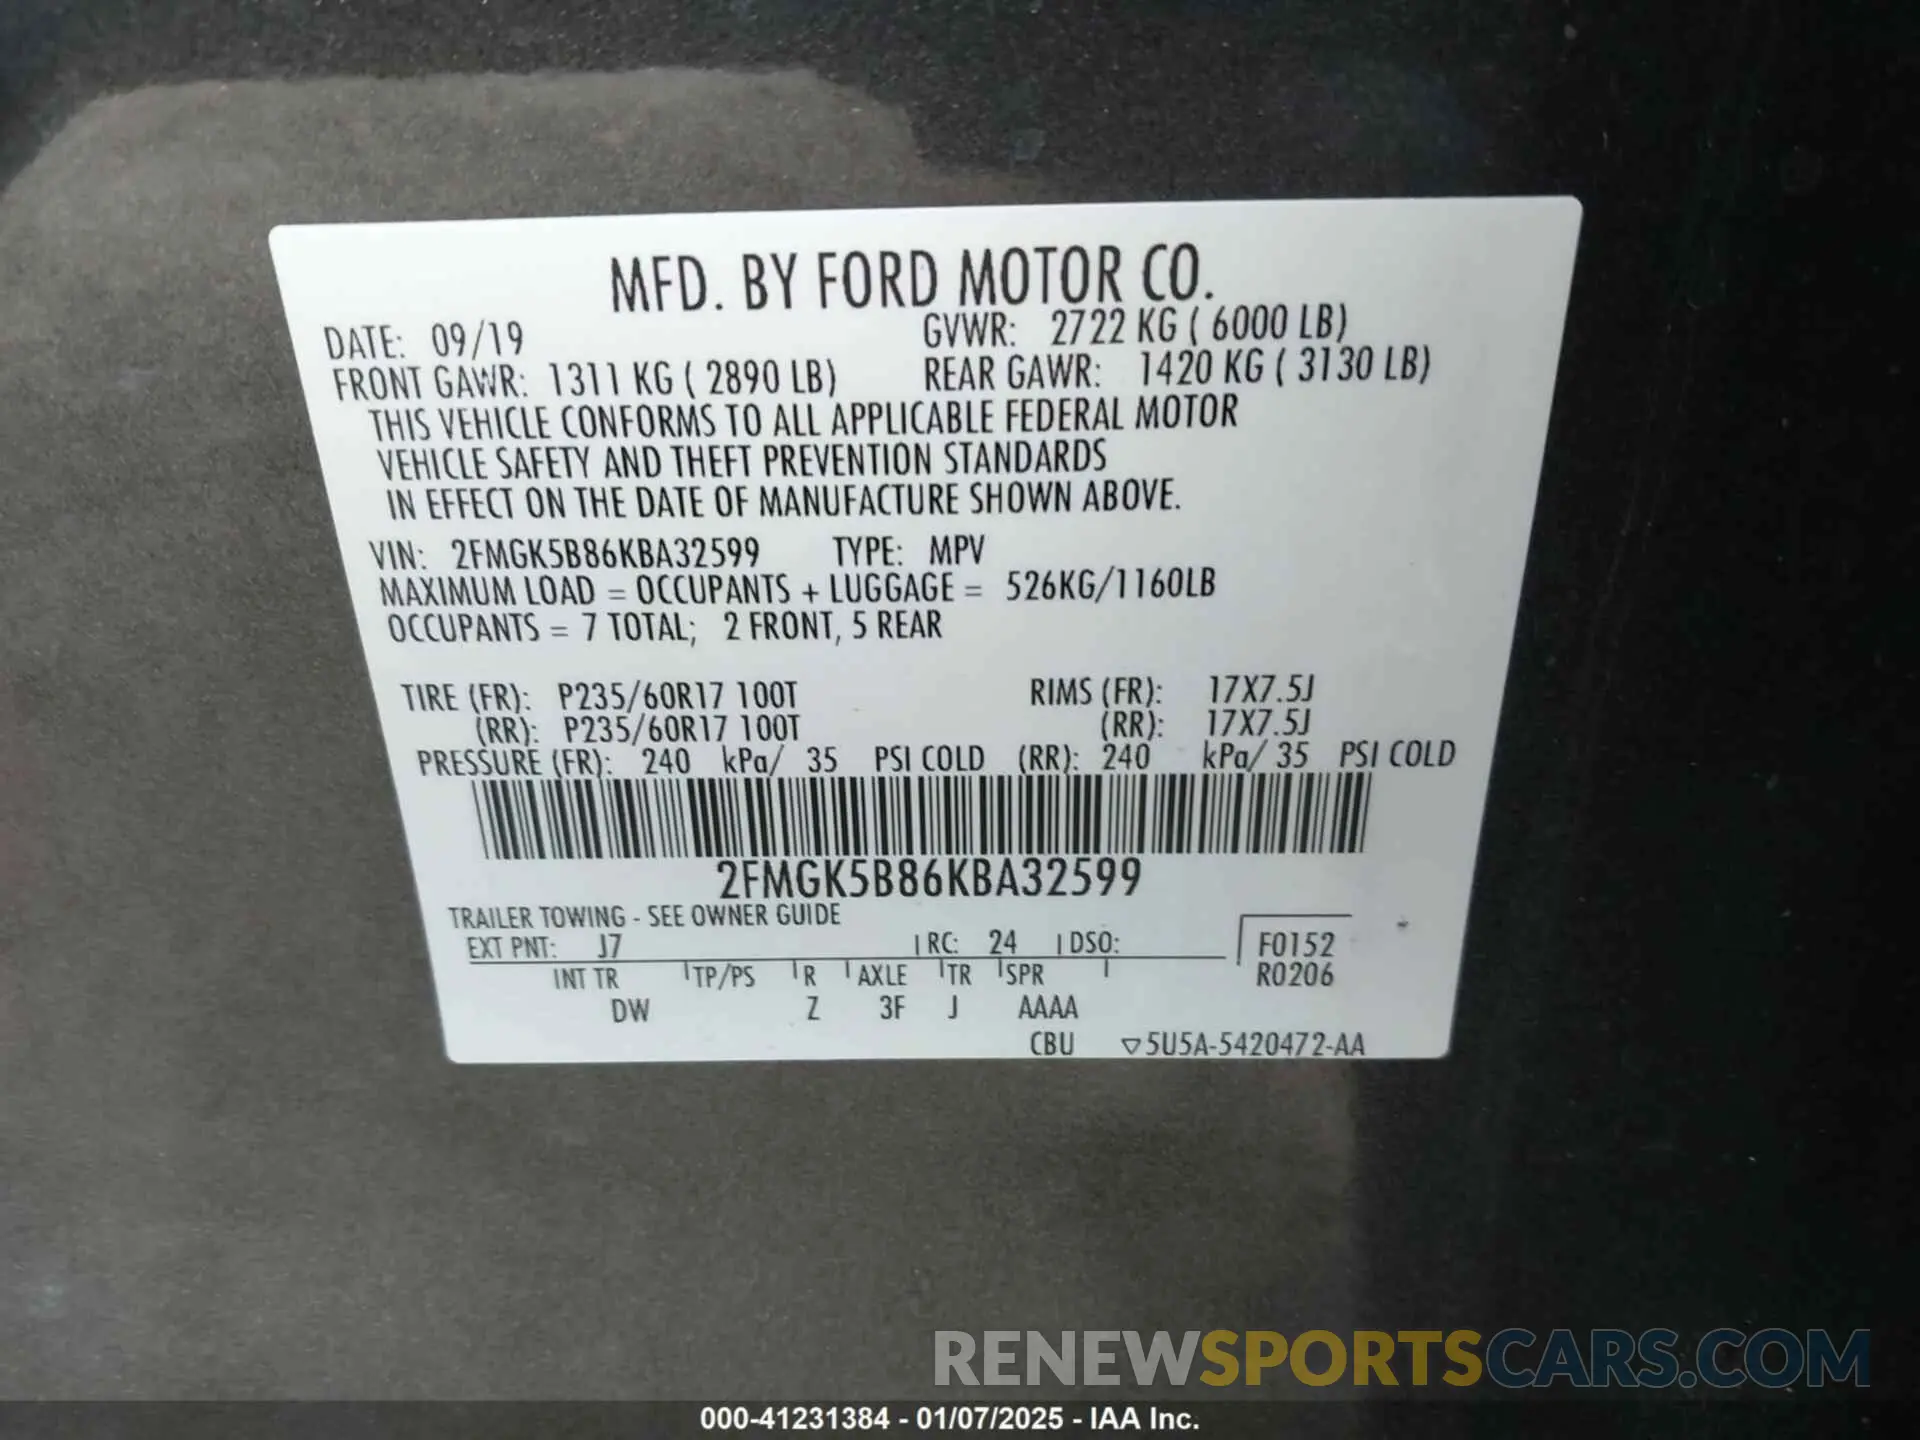 MFD. BY FORD MOTOR CO.
DATE: 09/19 GVWR: 2722 KG ( 6000 LB)
FRONT GAWR: 1311 KG ( 2890 LB) REAR GAWR: 1420 KG ( 3130 LB)
THIS VEHICLE CONFORMS TO ALL APPLICABLE FEDERAL MOTOR
VEHICLE SAFETY AND THEFT PREVENTION STANDARDS
IN EFFECT ON THE DATE OF MANUFACTURE SHOWN ABOVE.
VIN: 2FMGK5B86KBA32599 TYPE: MPV
MAXIMUM LOAD = OCCUPANTS + LUGGAGE = 526KG/1160LB
OCCUPANTS = 7 TOTAL; 2 FRONT, 5 REAR
TIRE (FR): P235/60R17 100T RIMS (FR): 17X7.5J
(RR): P235/60R17 100T (RR): 17X7.5J
PRESSURE (FR): 240 kPa/ 35 PSI COLD (RR): 240 kPa/ 35 PSI COLD
2FMGK5B86KBA32599
TRAILER TOWING - SEE OWNER GUIDE
EXT PNT: J7 RC: 24 DSO: F0152
INT TR TP/PS R AXLE TR SPR R0206
DW Z 3F J AAAA
CBU ▽5U5A-5420472-AA
RENEWSPORTSCARS.COM
000-41231384 - 01/07/2025 - IAA Inc.